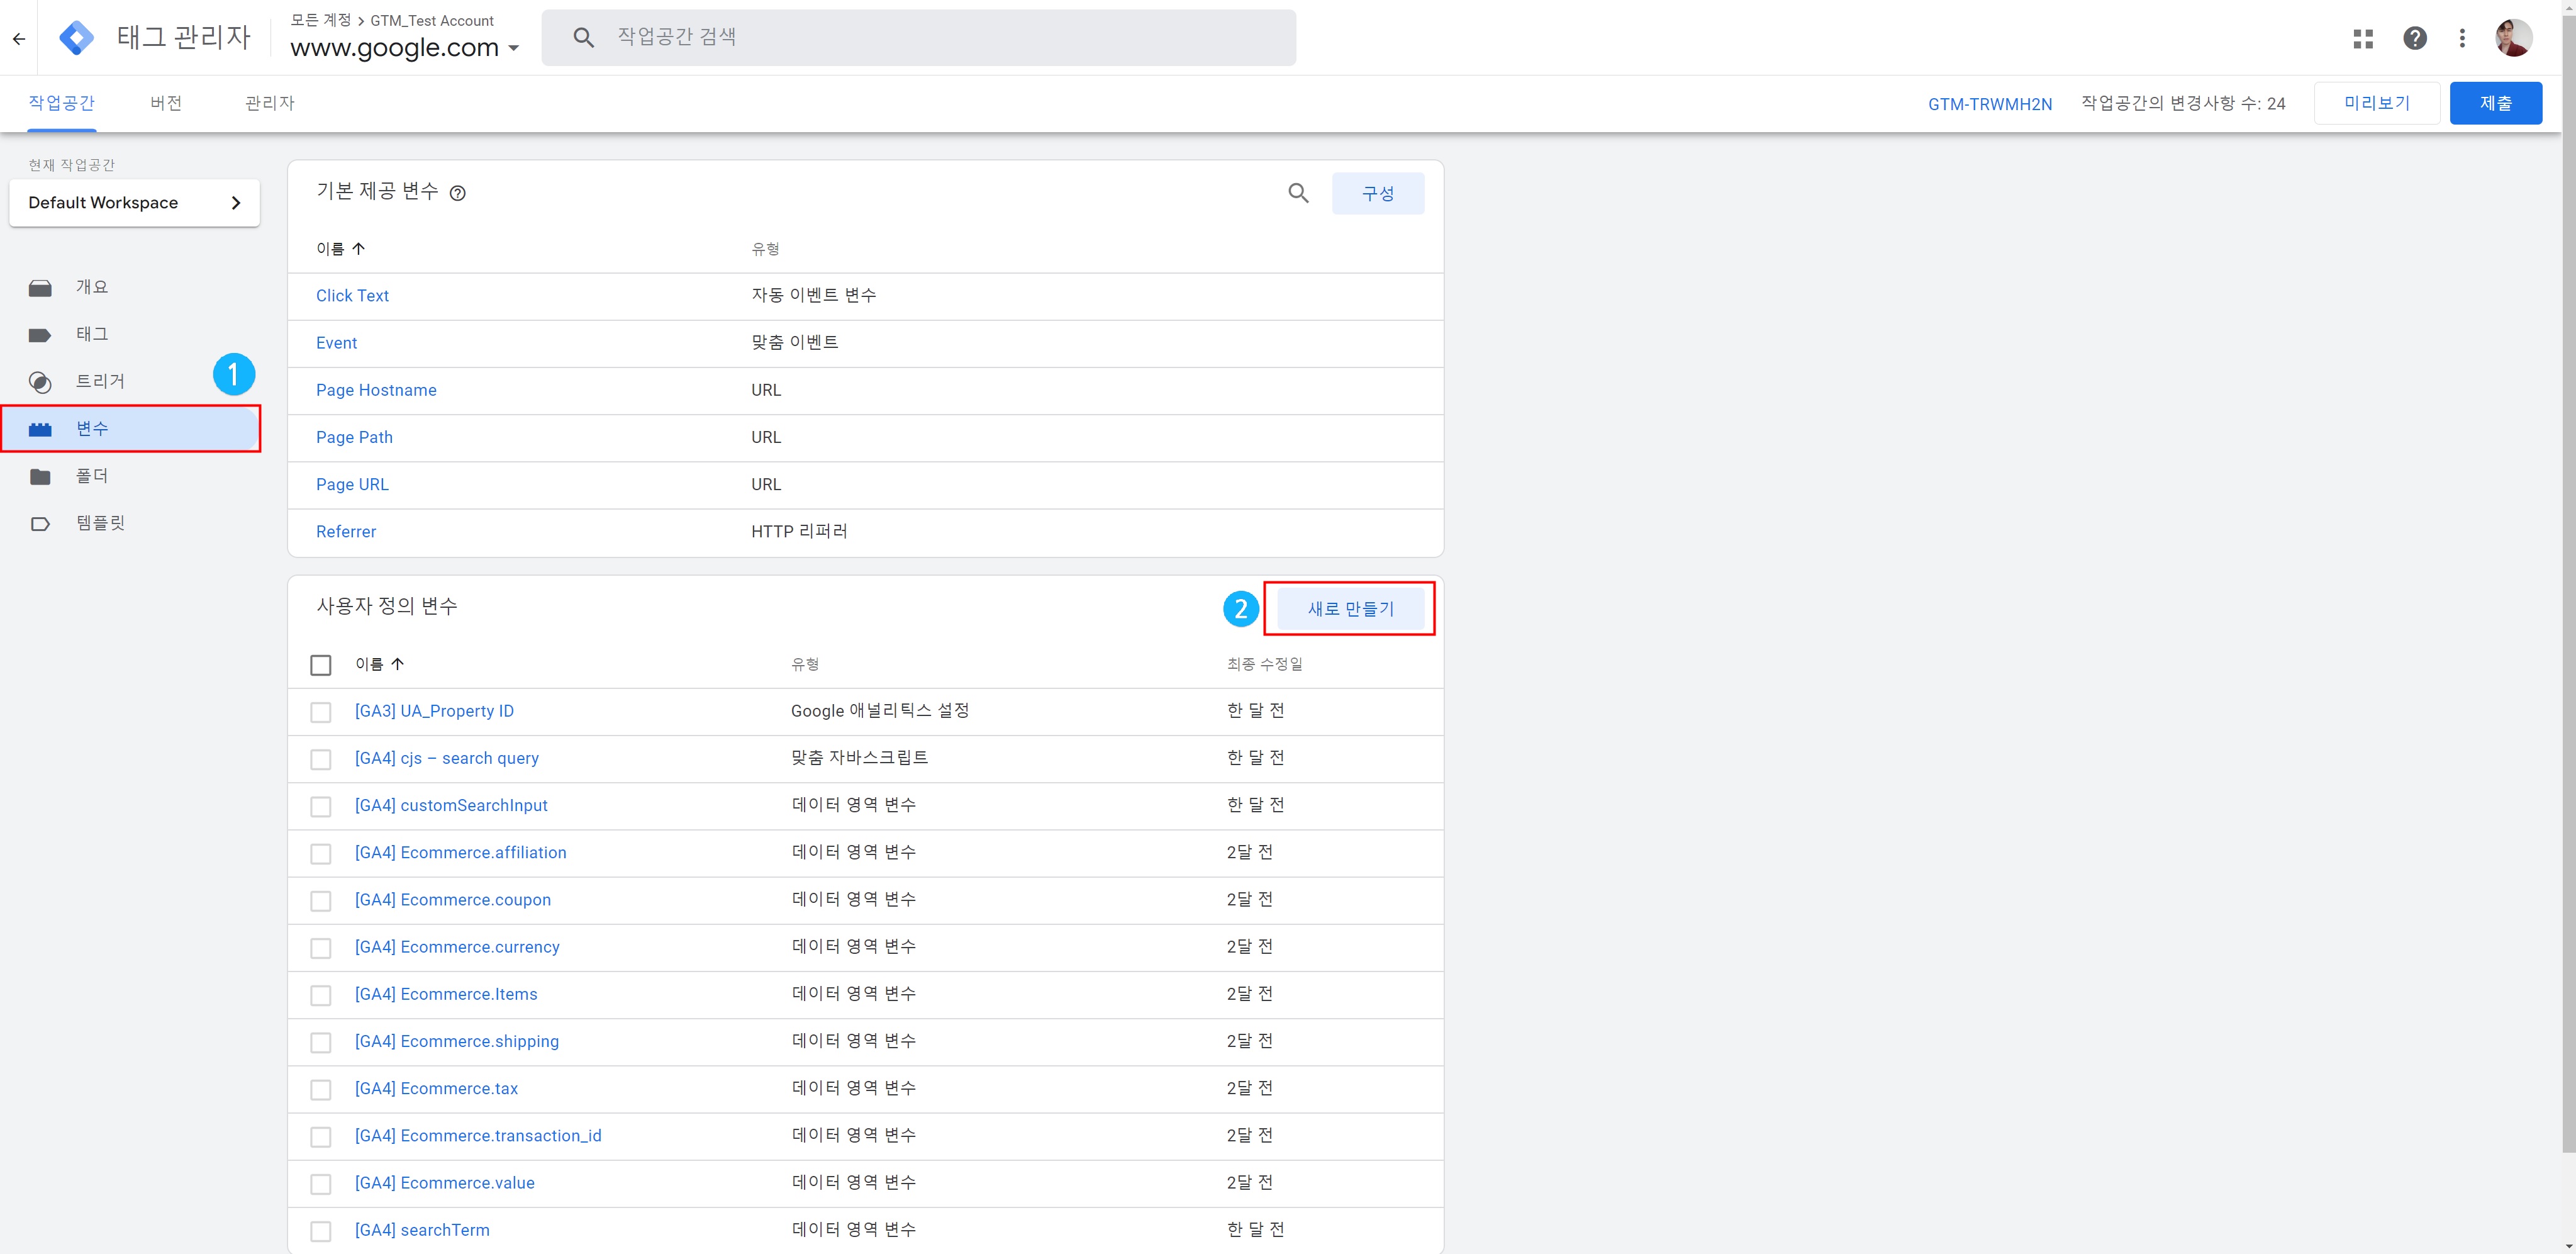 모든 계정 > GTM_Test Account
태그 관리자
www.google.com
작업공간 검색
작업공간 버전 관리자
GTM-TRWMH2N 작업공간의 변경사항 수: 24 미리보기 제출
현재 작업공간
Default Workspace
개요
태그
트리거
1
변수
폴더
템플릿
기본 제공 변수
구성
이름 유형
Click Text 자동 이벤트 변수
Event 맞춤 이벤트
Page Hostname URL
Page Path URL
Page URL URL
Referrer HTTP 리퍼러
사용자 정의 변수
2 새로 만들기
이름 유형 최종 수정일
[GA3] UA_Property ID Google 애널리틱스 설정 한 달 전
[GA4] cjs – search query 맞춤 자바스크립트 한 달 전
[GA4] customSearchInput 데이터 영역 변수 한 달 전
[GA4] Ecommerce.affiliation 데이터 영역 변수 2달 전
[GA4] Ecommerce.coupon 데이터 영역 변수 2달 전
[GA4] Ecommerce.currency 데이터 영역 변수 2달 전
[GA4] Ecommerce.Items 데이터 영역 변수 2달 전
[GA4] Ecommerce.shipping 데이터 영역 변수 2달 전
[GA4] Ecommerce.tax 데이터 영역 변수 2달 전
[GA4] Ecommerce.transaction_id 데이터 영역 변수 2달 전
[GA4] Ecommerce.value 데이터 영역 변수 2달 전
[GA4] searchTerm 데이터 영역 변수 한 달 전